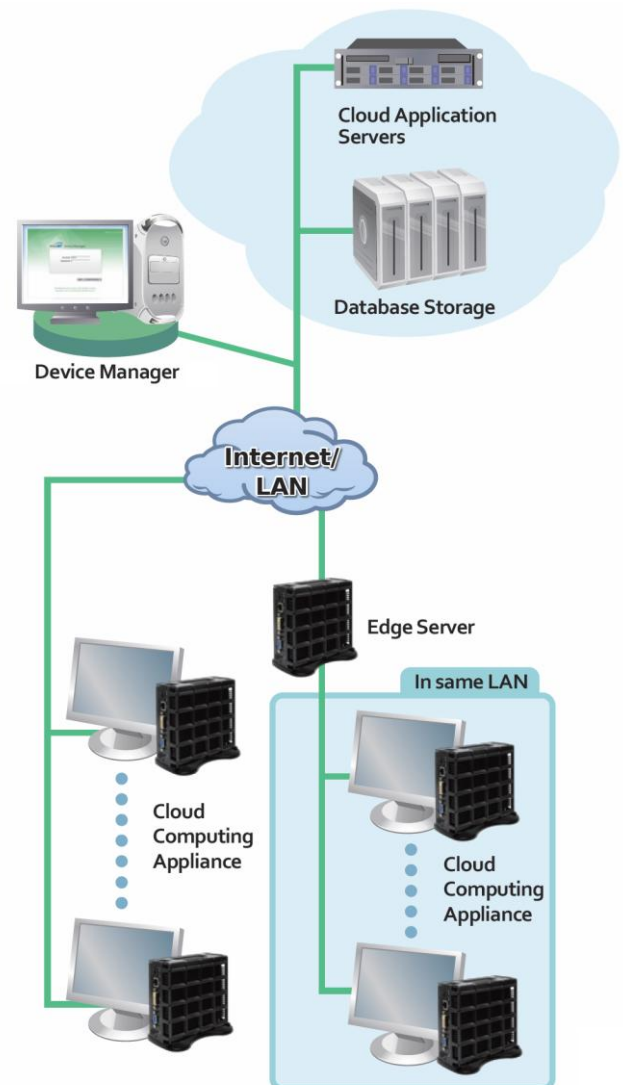 Cloud Application
Servers
Database Storage
Device Manager
Internet/
LAN
Edge Server
In same LAN
Cloud
Computing
Appliance
Cloud
Computing
Appliance